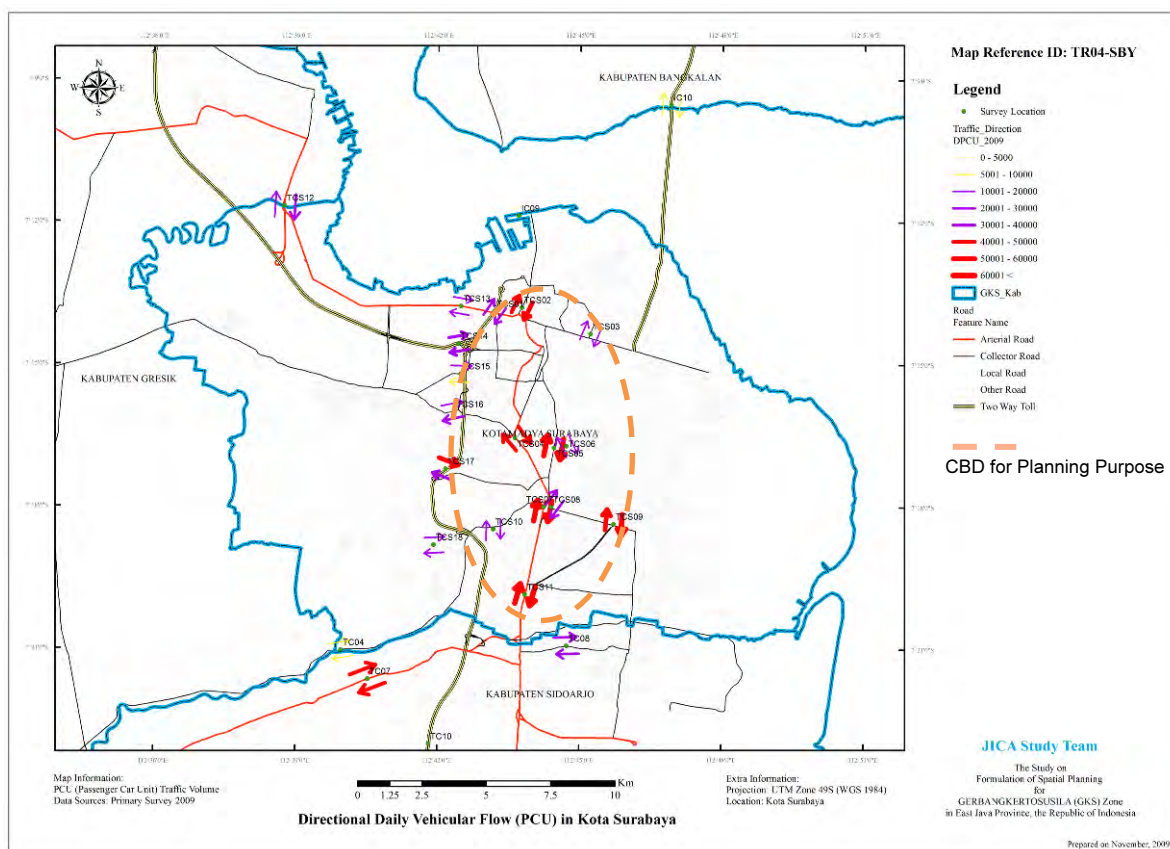 Map Reference ID: TR04-SBY
Legend
Survey Location
Traffic_Direction
DPCU_2009
0 - 5000
5001 - 10000
10001 - 20000
20001 - 30000
30001 - 40000
40001 - 50000
50001 - 60000
60001 <
GKS_Kab
Road
Feature Name
Arterial Road
Collector Road
Local Road
Other Road
Two Way Toll
CBD for Planning Purpose
N
W
E
S
KABUPATEN BANGKALAN
TCS12
TCS13
TCS02
TCS03
TCS15
KABUPATEN GRESIK
TCS16
KOTAMADYA SURABAYA
TCS04
TCS06
TCS05
TCS17
TCS08
TCS09
TCS10
TCS18
TCS11
TC04
TC08
TC07
KABUPATEN SIDOARJO
TC10
Map Information:
PCU (Passenger Car Unit) Traffic Volume
Data Sources: Primary Survey 2009
0 1.25 2.5 5 7.5 10
Km
Extra Information:
Projection: UTM Zone 49S (WGS 1984)
Location: Kota Surabaya
Directional Daily Vehicular Flow (PCU) in Kota Surabaya
JICA Study Team
The Study on
Formulation of Spatial Planning
for
GERBANGKERTOSUSILA (GKS) Zone
in East Java Province, the Republic of Indonesia
Prepared on November, 2009